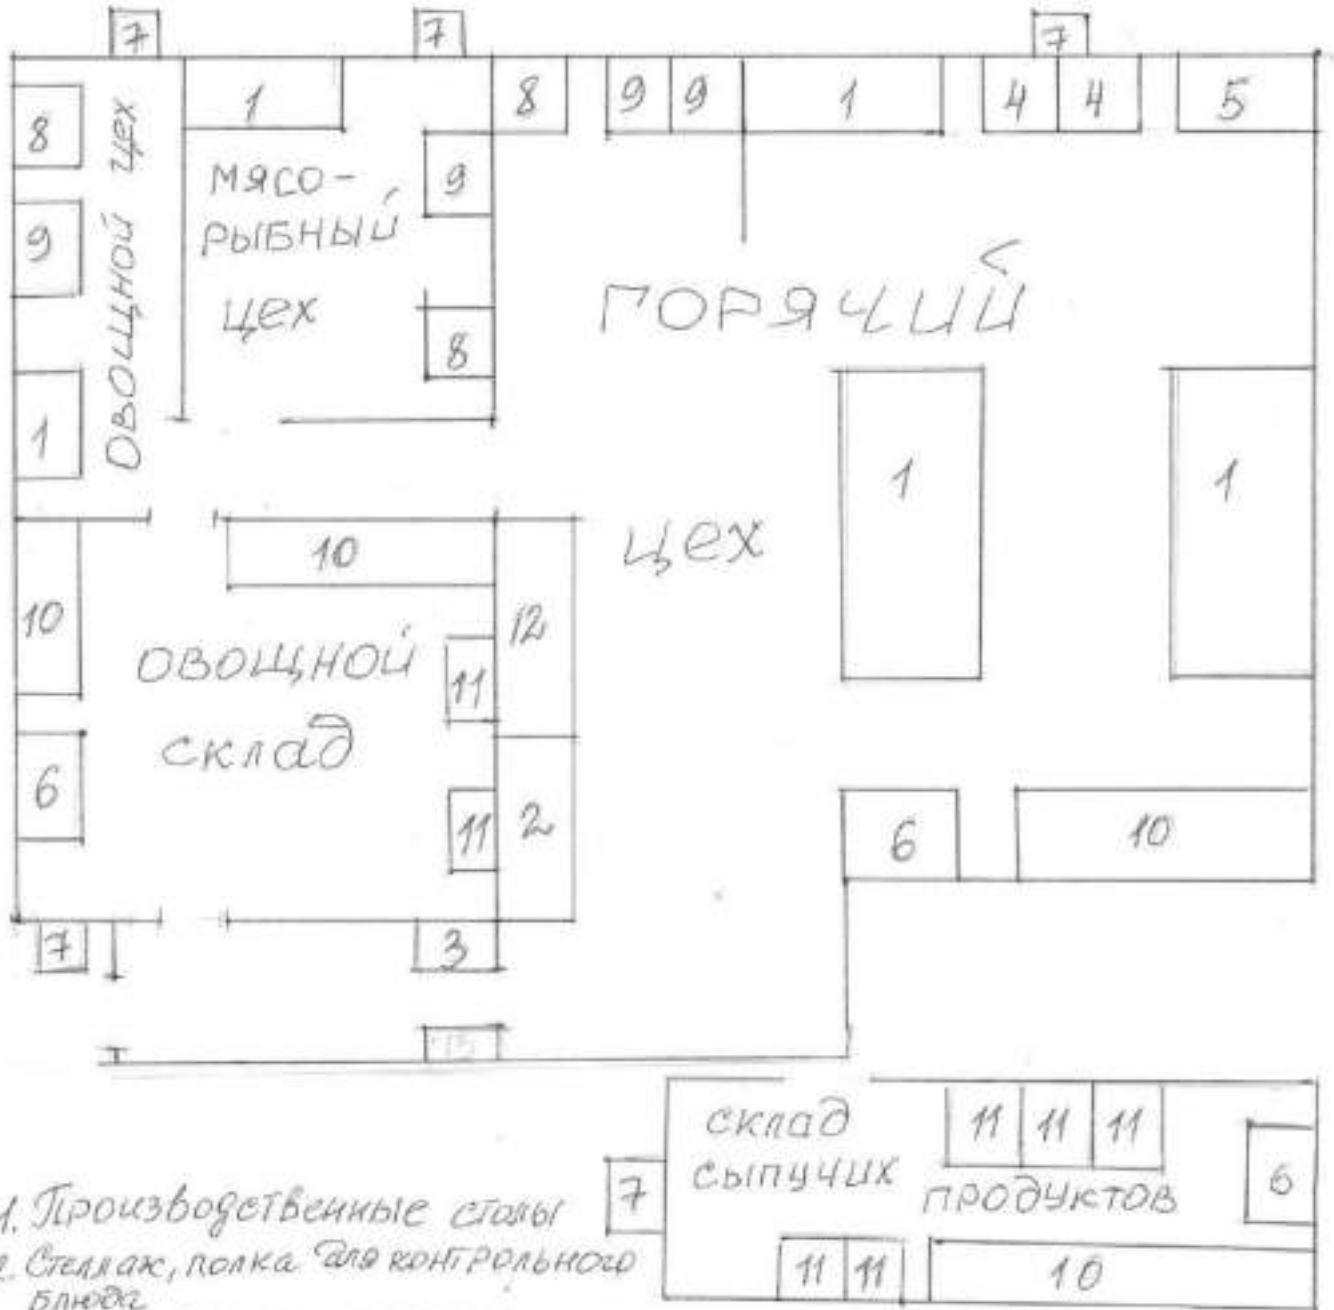 7 7 7
8 1 8 9 9 1 4 4 5
ОВОЩНОЙ цех
МЯСО-
РЫБНЫЙ
цех
9
9
8
1
ГОРЯЧИЙ
цех
1 1
10
10
12
ОВОЩНОЙ
склад
11
6
11
2
6 10
7 3
склад
сыпучих
продуктов
11 11 11
6
7
11 11 10
1. Производственные столы
2. Стеллаж, полка для контрольного
блюда